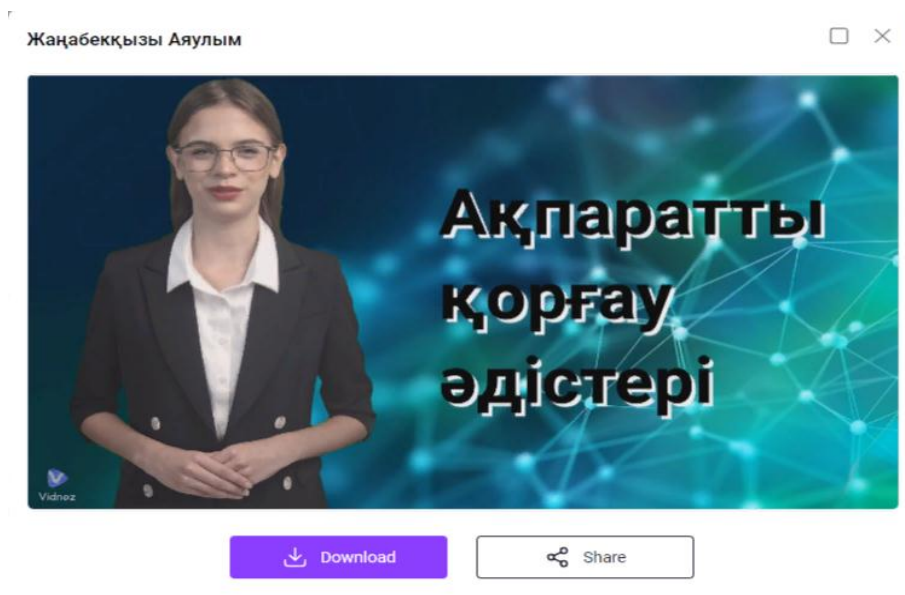 Жаңабекқызы Аяулым
Ақпаратты
қорғау
әдістері
Vidnoz
Download
Share